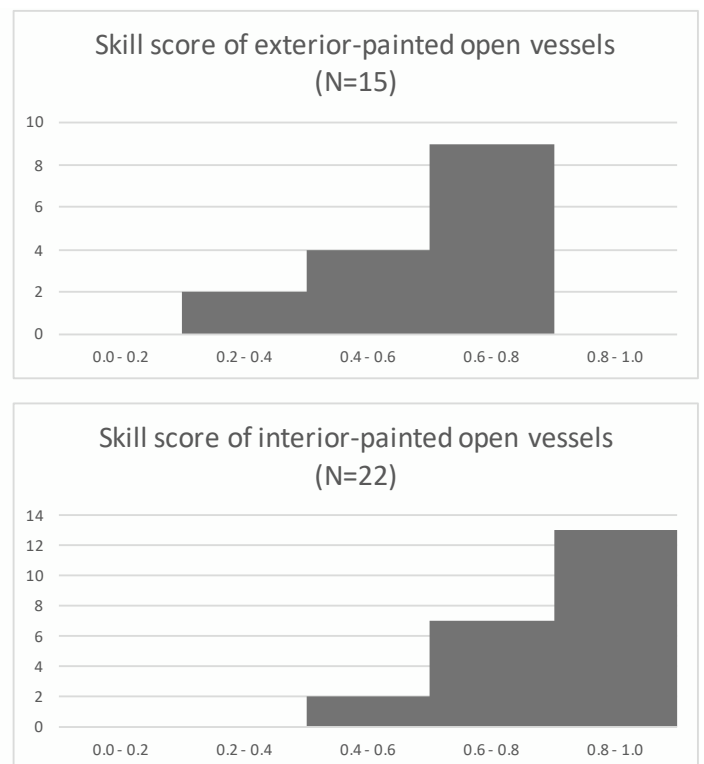 Skill score of exterior-painted open vessels
(N=15)
10
8
6
4
2
0
0.0 - 0.2 0.2 - 0.4 0.4 - 0.6 0.6 - 0.8 0.8 - 1.0
Skill score of interior-painted open vessels
(N=22)
14
12
10
8
6
4
2
0
0.0 - 0.2 0.2 - 0.4 0.4 - 0.6 0.6 - 0.8 0.8 - 1.0